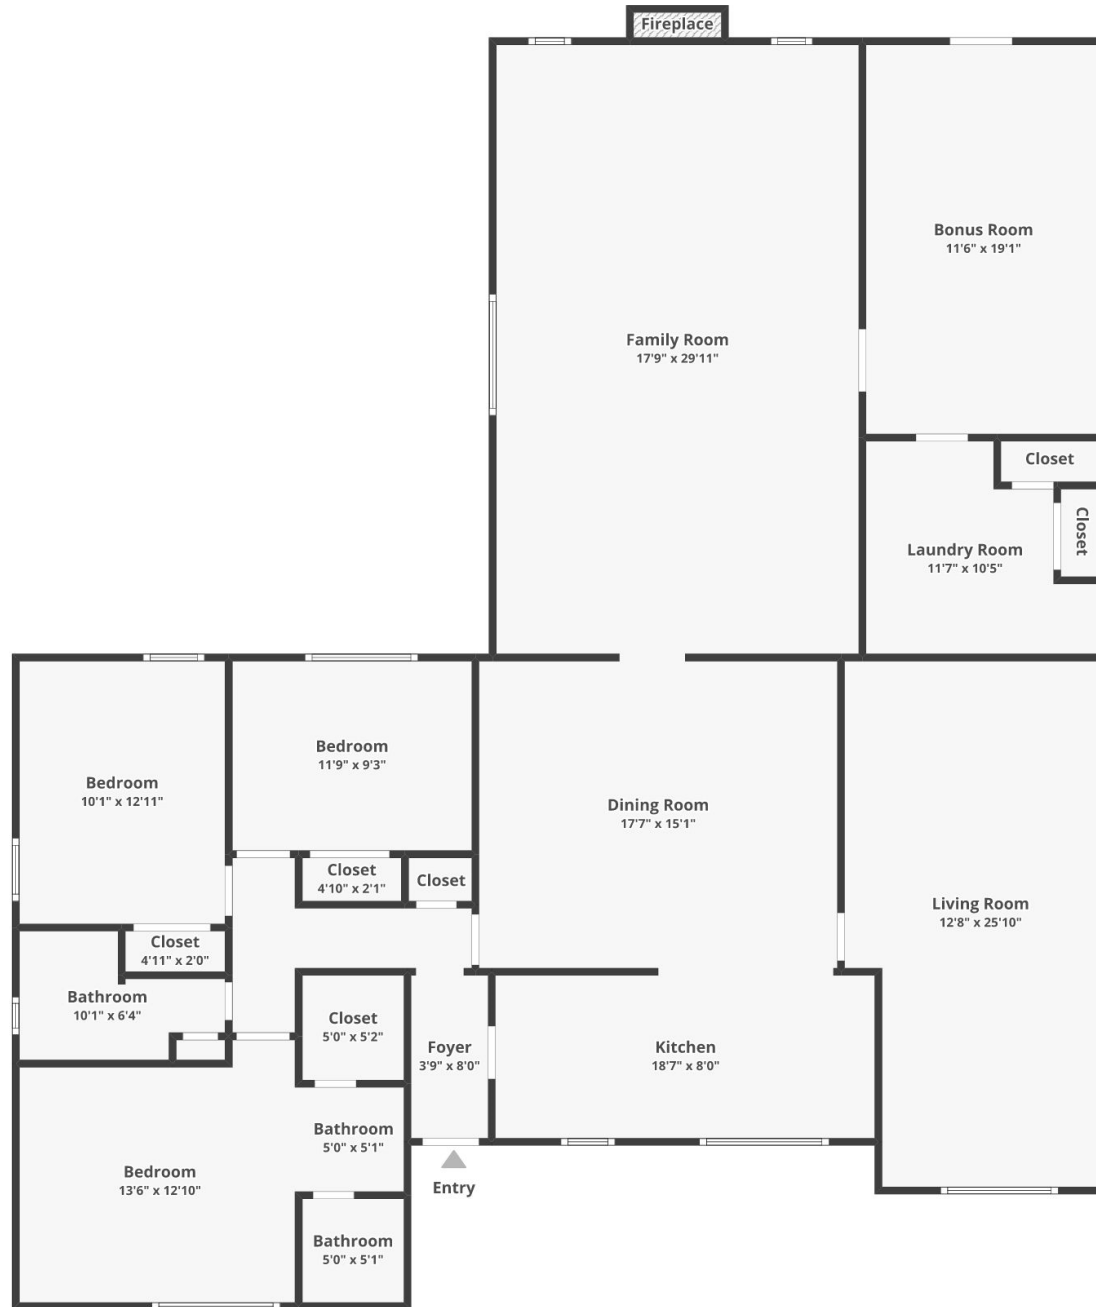 Fireplace
Bonus Room
11'6" x 19'1"
Family Room
17'9" x 29'11"
Closet
Closet
Laundry Room
11'7" x 10'5"
Bedroom
11'9" x 9'3"
Bedroom
10'1" x 12'11"
Dining Room
17'7" x 15'1"
Closet
4'10" x 2'1"
Closet
Living Room
12'8" x 25'10"
Closet
4'11" x 2'0"
Bathroom
10'1" x 6'4"
Closet
5'0" x 5'2"
Foyer
3'9" x 8'0"
Kitchen
18'7" x 8'0"
Bathroom
5'0" x 5'1"
Bedroom
13'6" x 12'10"
Entry
Bathroom
5'0" x 5'1"